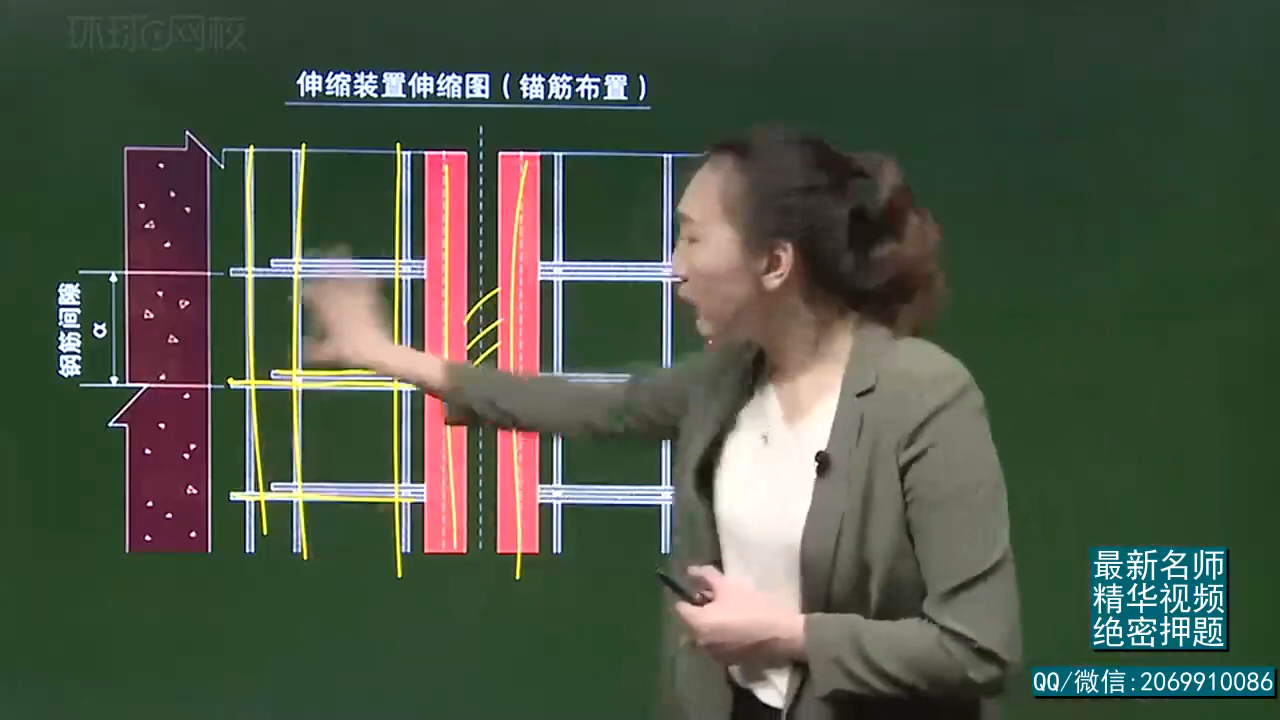 环球网校
伸缩装置伸缩图（锚筋布置）
钢筋间隙
α
最新名师
精华视频
绝密押题
QQ/微信:2069910086